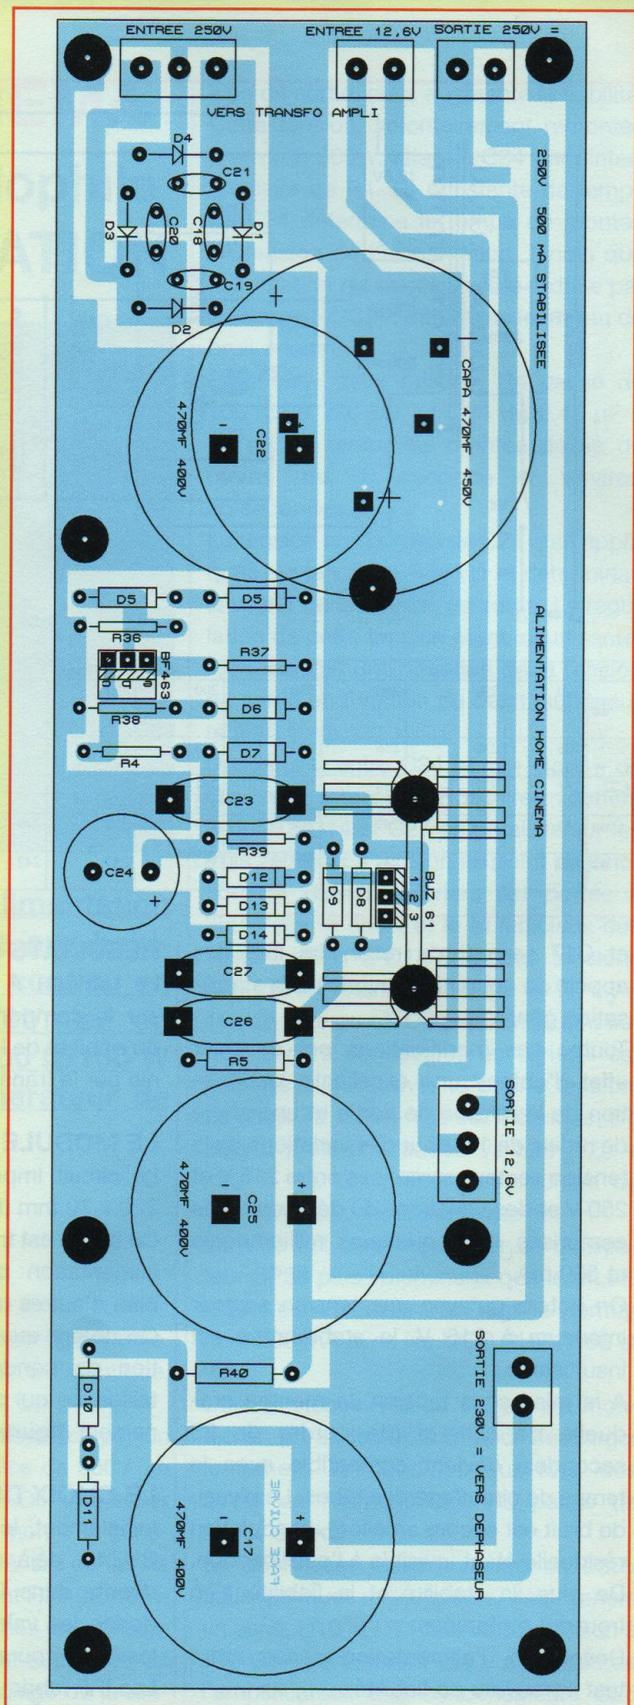 ENTREE 250V
ENTREE 12,6V
SORTIE 250V =
VERS TRANSFO AMPLI
D4
C21
250V 500 MA STABILISEE
D3
C20
C18
D1
C19
+
D2
-
CAPA 470MF 450V
470MF 400V
-
C22
+
+
D5
D5
ALIMENTATION HOME CINEMA
R36
BF463
R37
c b e
R38
D6
R4
D7
C23
R39
C24
+
D12
D9
D8
1 2 3
BUZ 61
D13
D14
C27
C26
R5
SORTIE 12,6V
470MF 400V
-
C25
+
SORTIE 230V = VERS DEPHASEUR
R40
D10
D11
470MF 400V
-
C17
FACE CUIVRE
+